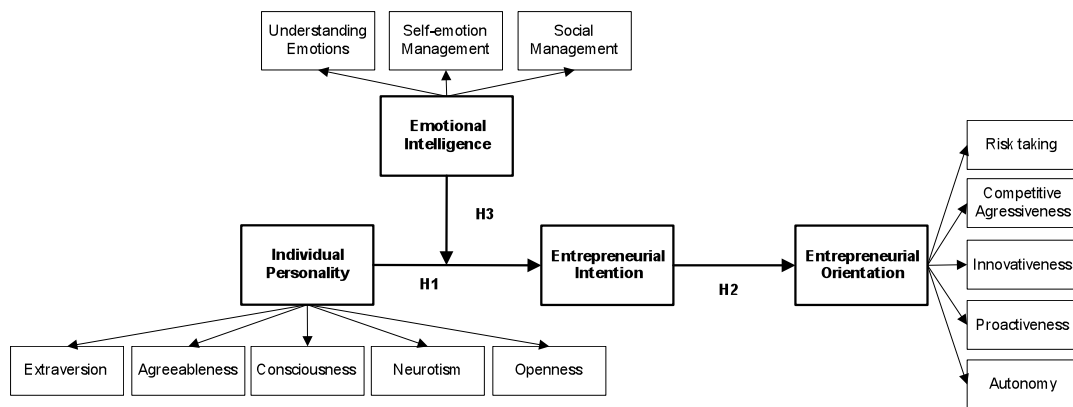 Understanding
Emotions
Self-emotion
Management
Social
Management
Emotional
Intelligence
H3
Individual
Personality
H1
Entrepreneurial
Intention
H2
Entrepreneurial
Orientation
Risk taking
Competitive
Agressiveness
Innovativeness
Proactiveness
Autonomy
Extraversion
Agreeableness
Consciousness
Neurotism
Openness